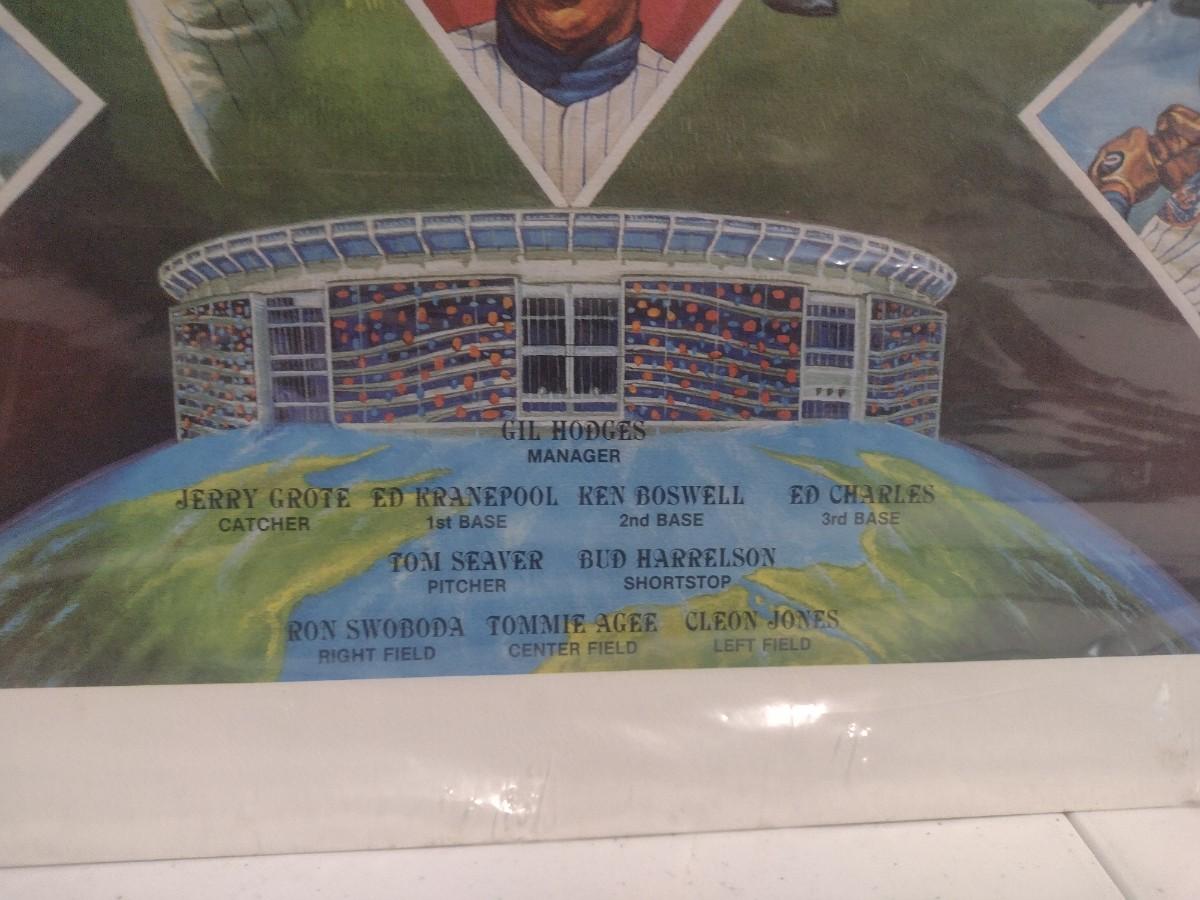 GIL HODGES
MANAGER
JERRY GROTE ED KRANEPOOL KEN BOSWELL ED CHARLES
CATCHER 1st BASE 2nd BASE 3rd BASE
TOM SEAVER BUD HARRELSON
PITCHER SHORTSTOP
RON SWOBODA TOMMIE AGEE CLEON JONES
RIGHT FIELD CENTER FIELD LEFT FIELD